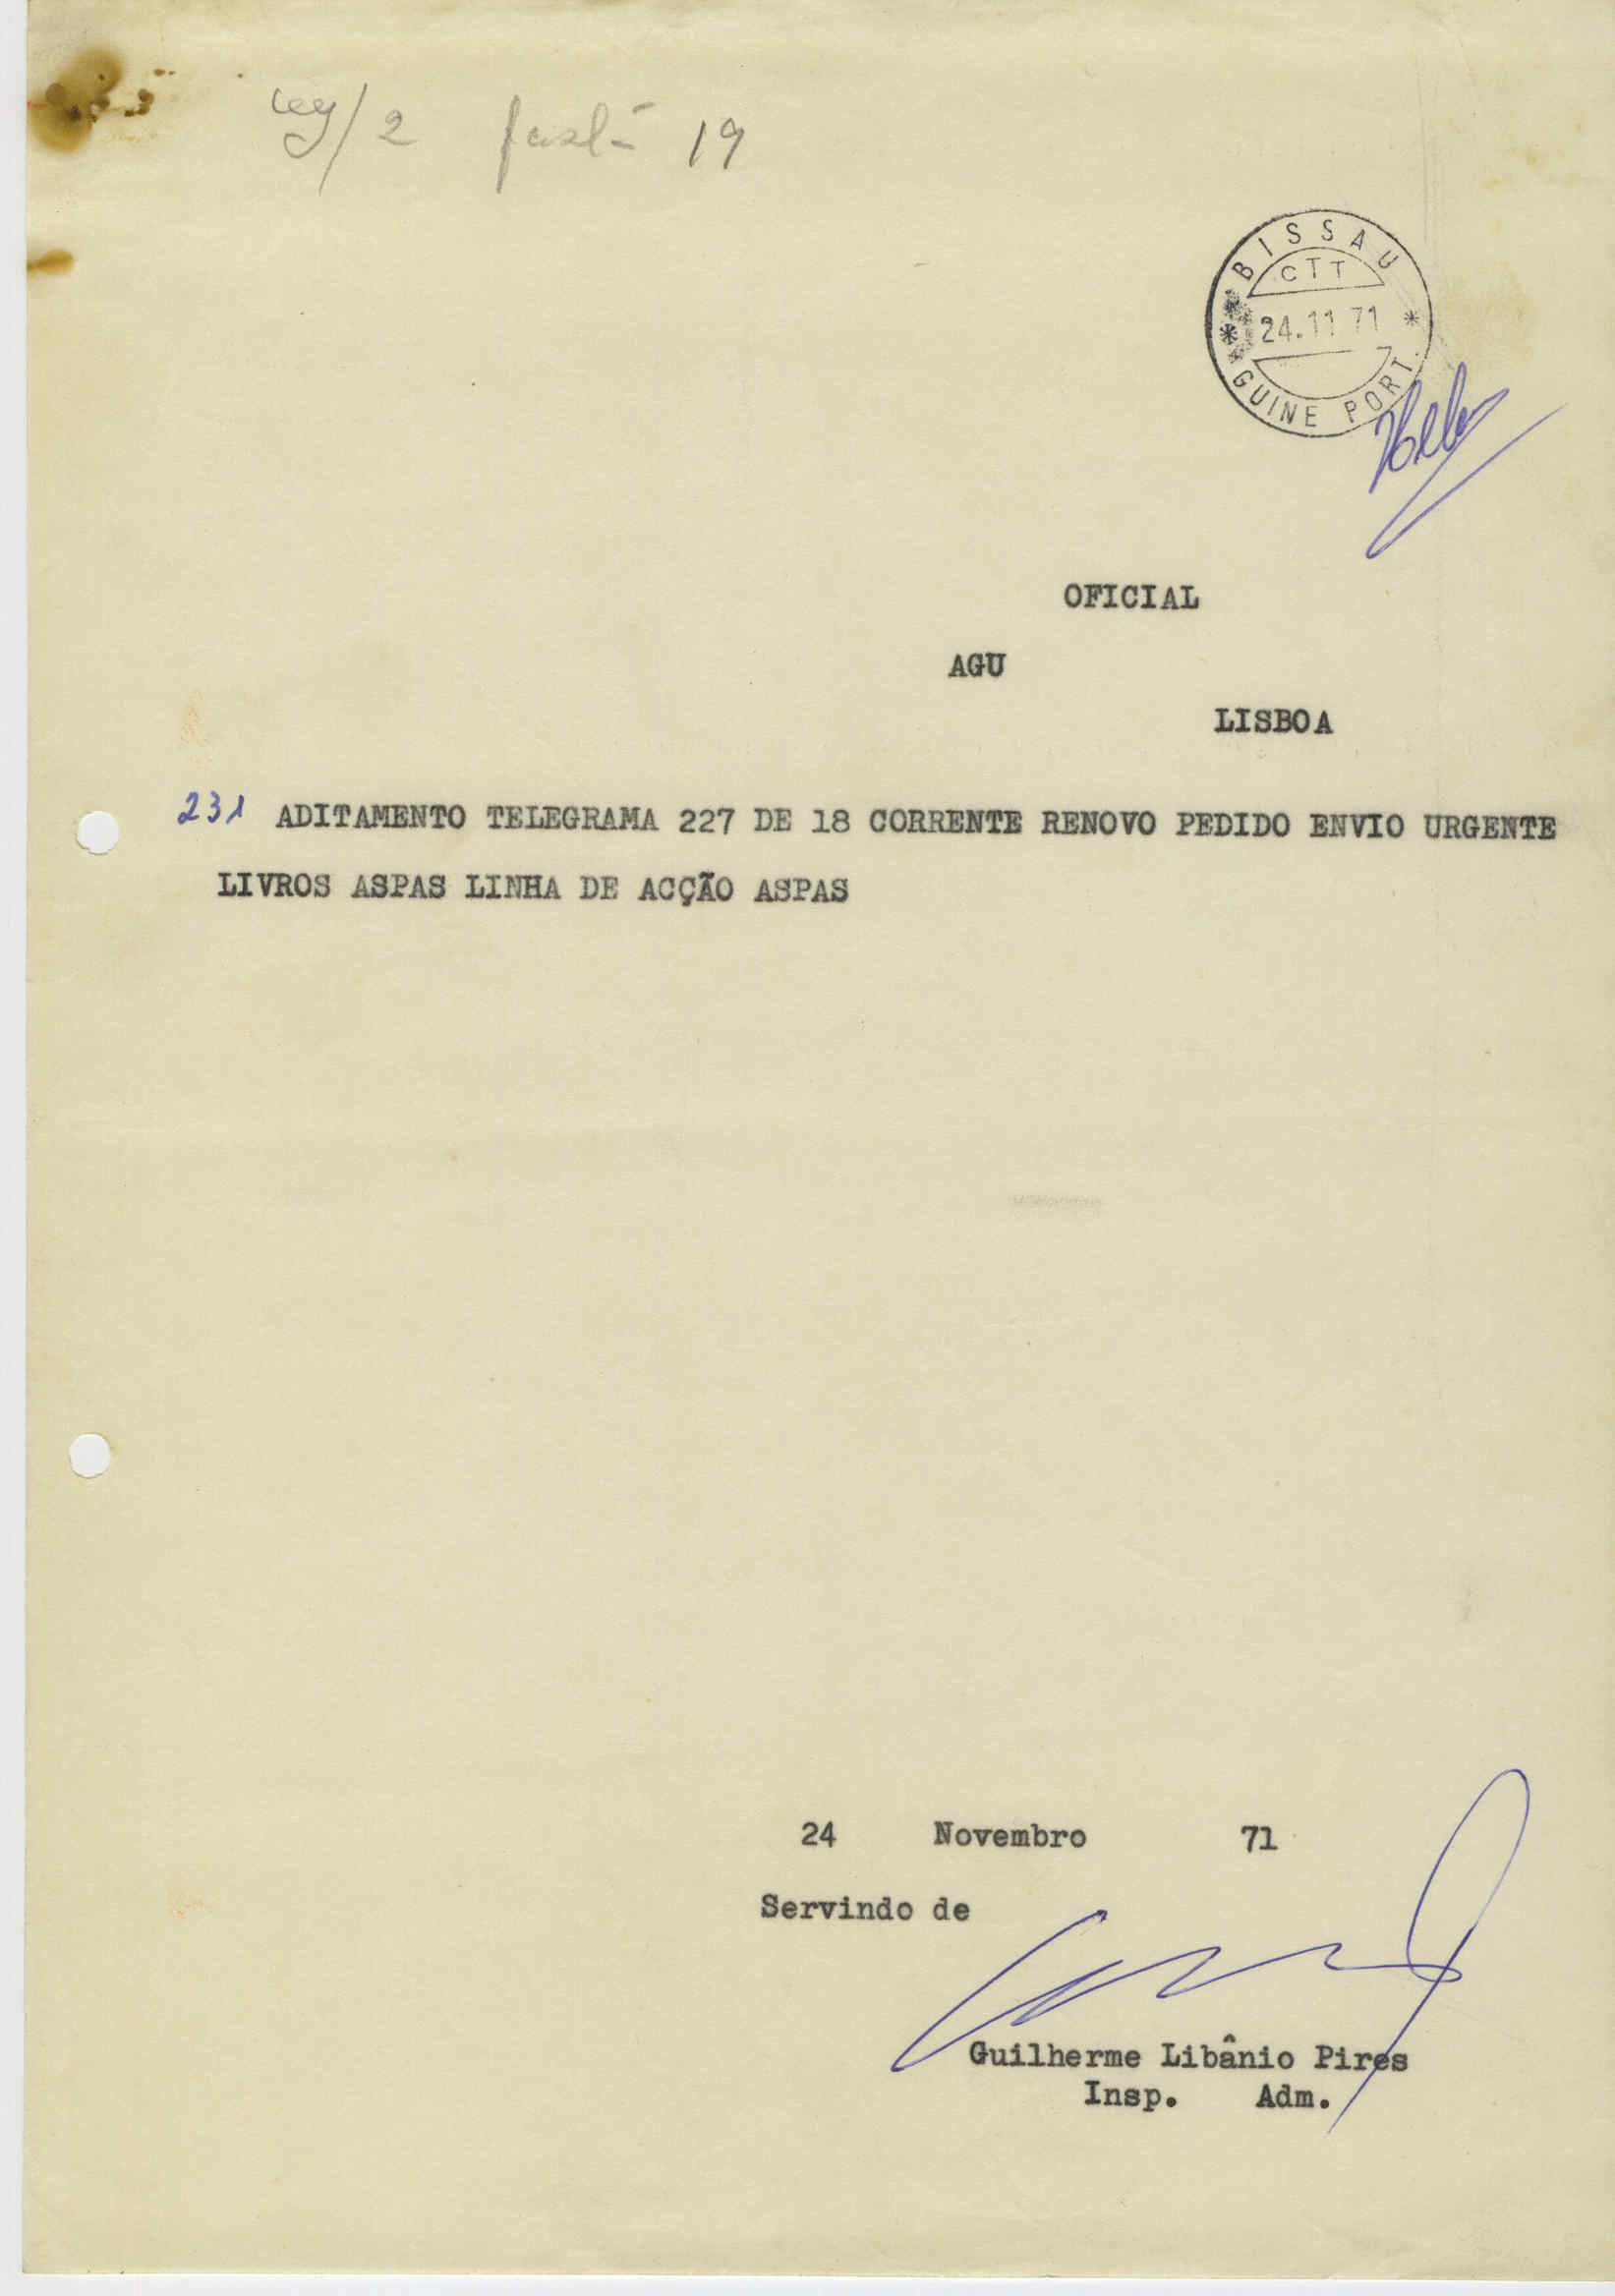 /2 pasta 19
BISSAU
CTT
24.11 71
GUINE PORT.
OFICIAL
AGU
LISBOA
231 ADITAMENTO TELEGRAMA 227 DE 18 CORRENTE RENOVO PEDIDO ENVIO URGENTE
LIVROS ASPAS LINHA DE ACÇÃO ASPAS
24 Novembro 71
Servindo de
Guilherme Libânio Pires
Insp. Adm.